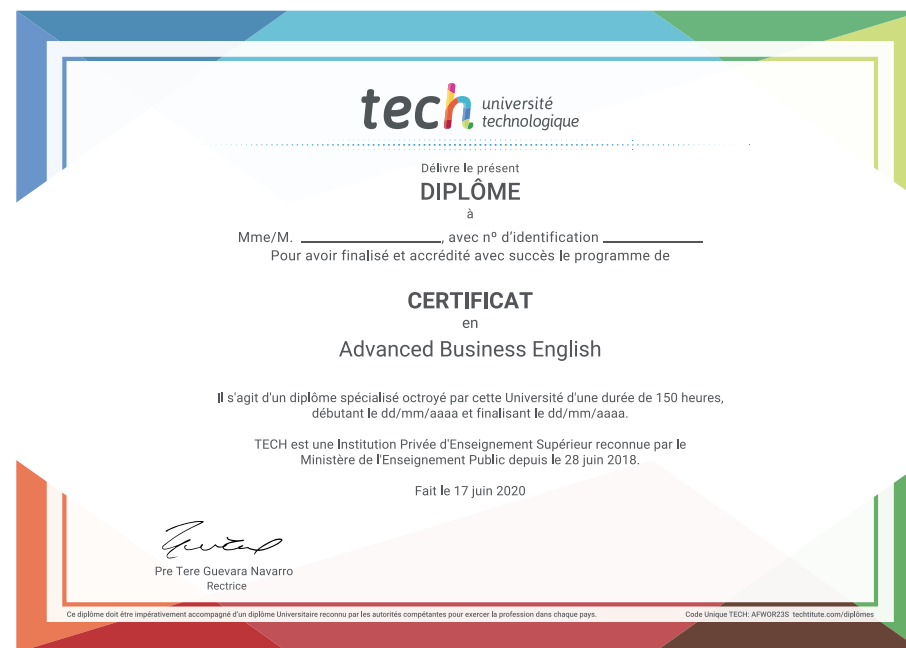 tech université
technologique
Délivre le présent
DIPLÔME
à
Mme/M. ____________________, avec nº d'identification ______________
Pour avoir finalisé et accrédité avec succès le programme de
CERTIFICAT
en
Advanced Business English
Il s'agit d'un diplôme spécialisé octroyé par cette Université d'une durée de 150 heures,
débutant le dd/mm/aaaa et finalisant le dd/mm/aaaa.
TECH est une Institution Privée d'Enseignement Supérieur reconnue par le
Ministère de l'Enseignement Public depuis le 28 juin 2018.
Fait le 17 juin 2020
Pre Tere Guevara Navarro
Rectrice
Ce diplôme doit être impérativement accompagné d'un diplôme Universitaire reconnu par les autorités compétentes pour exercer la profession dans chaque pays.
Code Unique TECH: AFWOR23S techtitute.com/diplômes